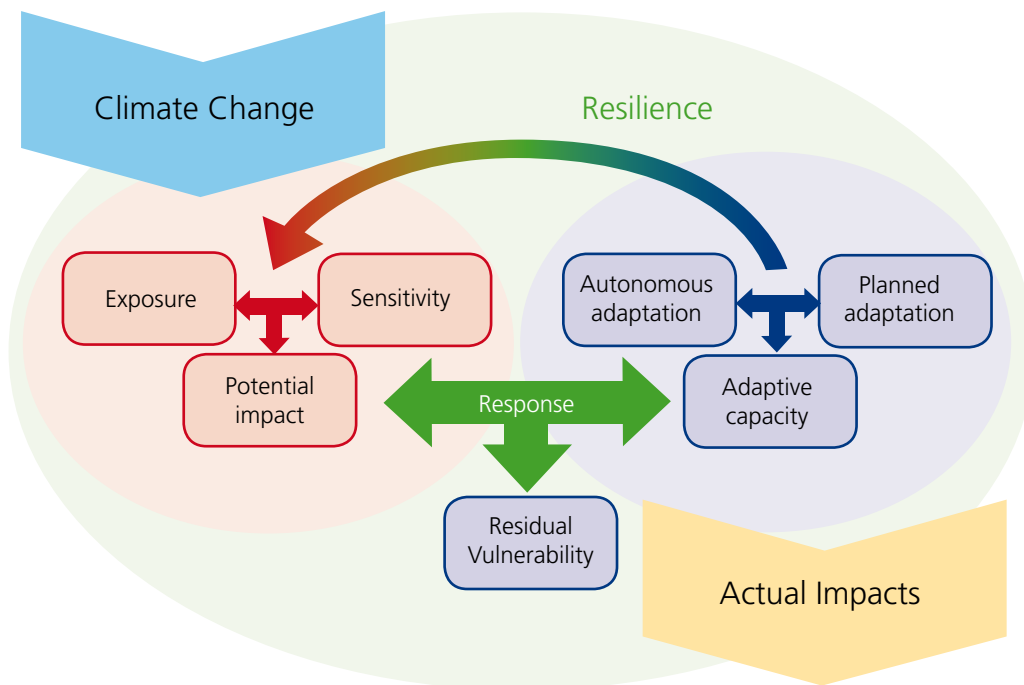 Climate Change
Resilience
Exposure
Sensitivity
Potential
impact
Autonomous
adaptation
Planned
adaptation
Adaptive
capacity
Response
Residual
Vulnerability
Actual Impacts